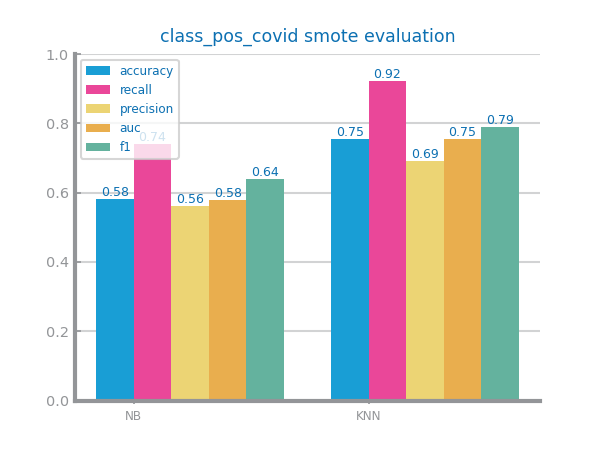 class_pos_covid smote evaluation
1.0
0.8
0.6
0.4
0.2
0.0
accuracy
recall
precision
auc
f1
0.58
0.74
0.56
0.58
0.64
0.75
0.92
0.69
0.75
0.79
NB
KNN